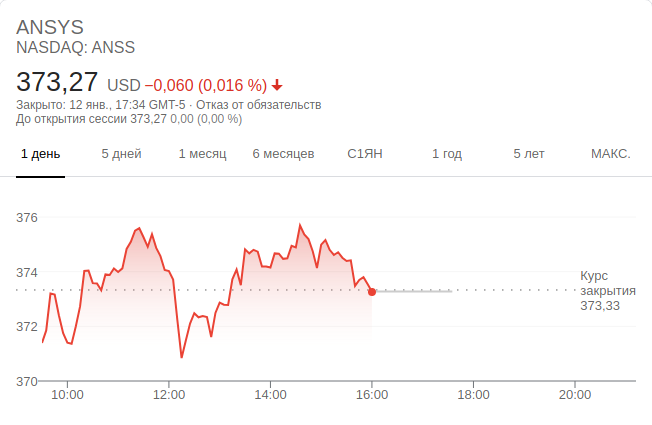 ANSYS
NASDAQ: ANSS
373,27 USD −0,060 (0,016 %)
Закрыто: 12 янв., 17:34 GMT-5 · Отказ от обязательств
До открытия сессии 373,27 0,00 (0,00 %)
1 день 5 дней 1 месяц 6 месяцев С1ЯН 1 год 5 лет МАКС.
376
374
Курс
закрытия
373,33
372
370
10:00 12:00 14:00 16:00 18:00 20:00